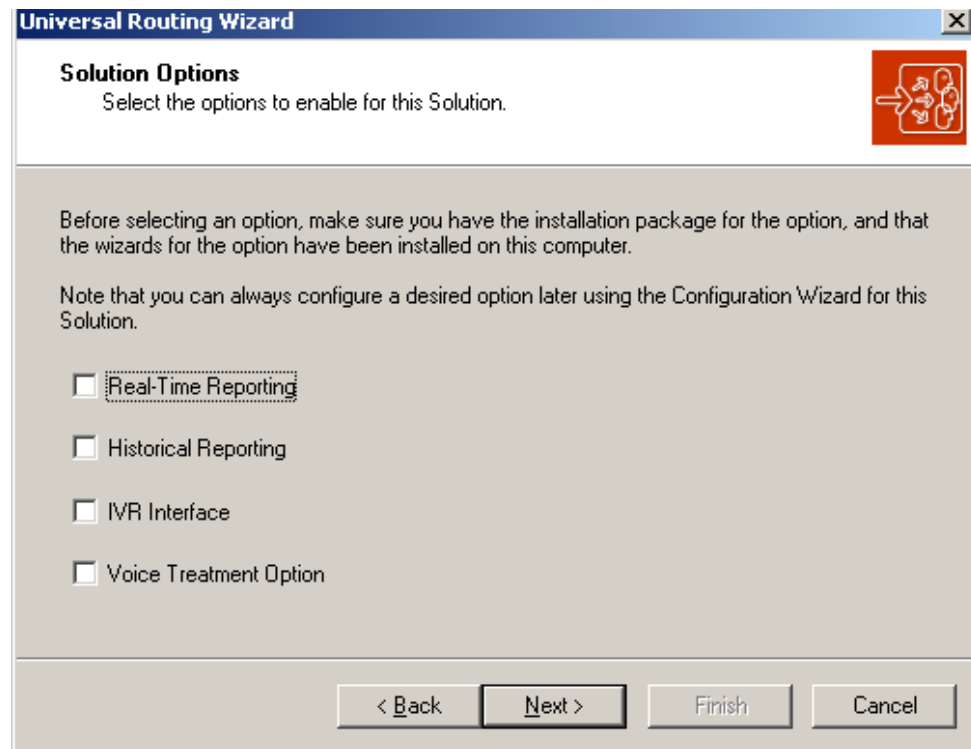 Universal Routing Wizard
Solution Options
Select the options to enable for this Solution.
Before selecting an option, make sure you have the installation package for the option, and that
the wizards for the option have been installed on this computer.
Note that you can always configure a desired option later using the Configuration Wizard for this
Solution.
Real-Time Reporting
Historical Reporting
IVR Interface
Voice Treatment Option
< Back Next > Finish Cancel